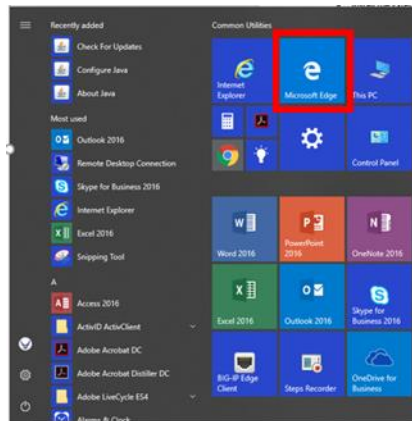 Recently added
Check For Updates
Configure Java
About Java
Most used
Outlook 2016
Remote Desktop Connection
Skype for Business 2016
Internet Explorer
Excel 2016
Snipping Tool
A
Access 2016
ActivID ActivClient
Adobe Acrobat DC
Adobe Acrobat Distiller DC
Adobe LiveCycle ES4
Alarms & Clock
Common Utilities
Internet
Explorer
Microsoft Edge
This PC
Control Panel
Word 2016
PowerPoint
2016
OneNote 2016
Excel 2016
Outlook 2016
Skype for
Business 2016
BIG-IP Edge
Client
Steps Recorder
OneDrive for
Business